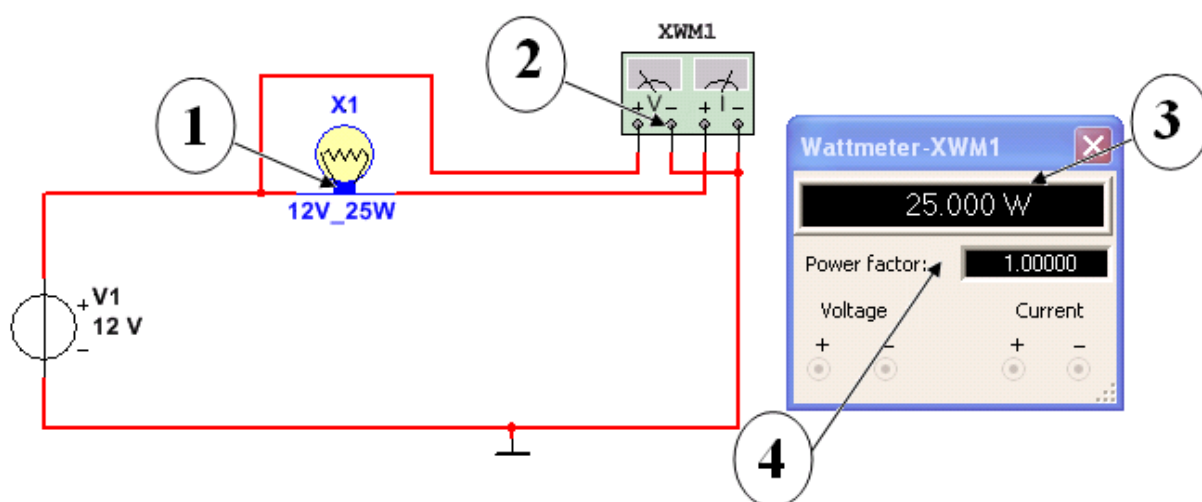 XWM1
2
V I
+ - + -
X1
1
12V_25W
V1
+
12 V
-
3
Wattmeter-XWM1
25.000 W
Power factor: 1.00000
Voltage Current
+ - + -
4